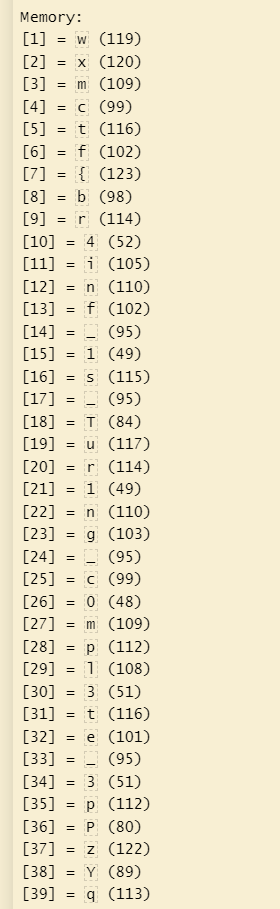 Memory:
[1] = w (119)
[2] = x (120)
[3] = m (109)
[4] = c (99)
[5] = t (116)
[6] = f (102)
[7] = { (123)
[8] = b (98)
[9] = r (114)
[10] = 4 (52)
[11] = i (105)
[12] = n (110)
[13] = f (102)
[14] = _ (95)
[15] = 1 (49)
[16] = s (115)
[17] = _ (95)
[18] = T (84)
[19] = u (117)
[20] = r (114)
[21] = 1 (49)
[22] = n (110)
[23] = g (103)
[24] = _ (95)
[25] = c (99)
[26] = 0 (48)
[27] = m (109)
[28] = p (112)
[29] = l (108)
[30] = 3 (51)
[31] = t (116)
[32] = e (101)
[33] = _ (95)
[34] = 3 (51)
[35] = p (112)
[36] = P (80)
[37] = z (122)
[38] = Y (89)
[39] = q (113)